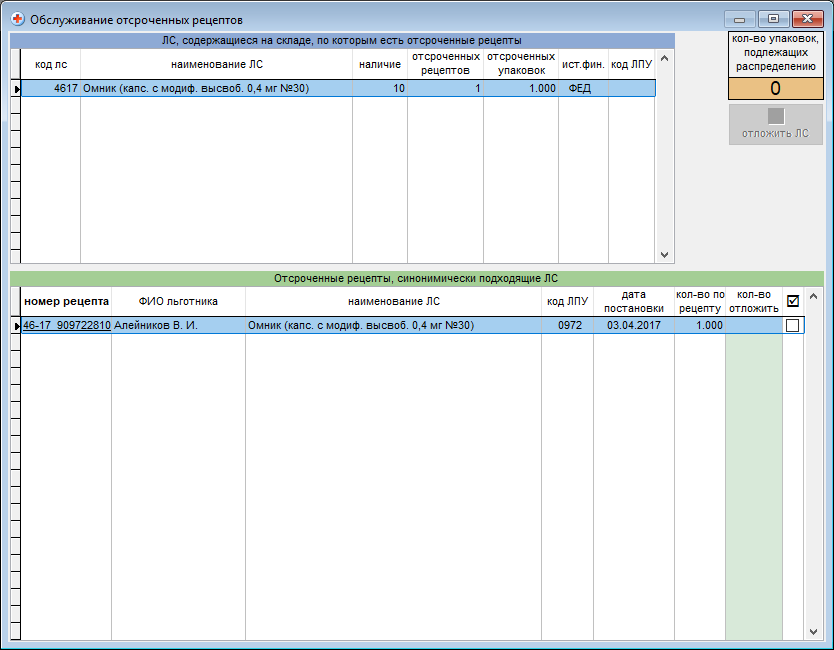 Обслуживание отсроченных рецептов
ЛС, содержащиеся на складе, по которым есть отсроченные рецепты
код лс
наименование ЛС
наличие
отсроченных
рецептов
отсроченных
упаковок
ист.фин.
код ЛПУ
4617
Омник (капс. с модиф. высвоб. 0,4 мг №30)
10
1
1.000
ФЕД
кол-во упаковок,
подлежащих
распределению
0
отложить ЛС
Отсроченные рецепты, синонимически подходящие ЛС
номер рецепта
ФИО льготника
наименование ЛС
код ЛПУ
дата
постановки
кол-во по
рецепту
кол-во
отложить
46-17 909722810
Алейников В. И.
Омник (капс. с модиф. высвоб. 0,4 мг №30)
0972
03.04.2017
1.000